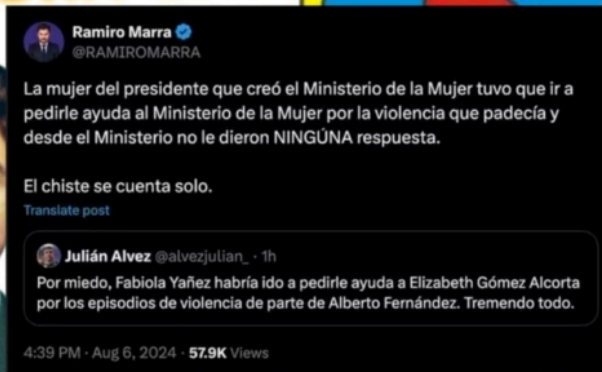 Ramiro Marra
@RAMIROMARRA
La mujer del presidente que creó el Ministerio de la Mujer tuvo que ir a
pedirle ayuda al Ministerio de la Mujer por la violencia que padecía y
desde el Ministerio no le dieron NINGÚNA respuesta.
El chiste se cuenta solo.
Translate post
Julián Alvez @alvezjulian_ · 1h
Por miedo, Fabiola Yañez habría ido a pedirle ayuda a Elizabeth Gómez Alcorta
por los episodios de violencia de parte de Alberto Fernández. Tremendo todo.
4:39 PM · Aug 6, 2024 · 57.9K Views